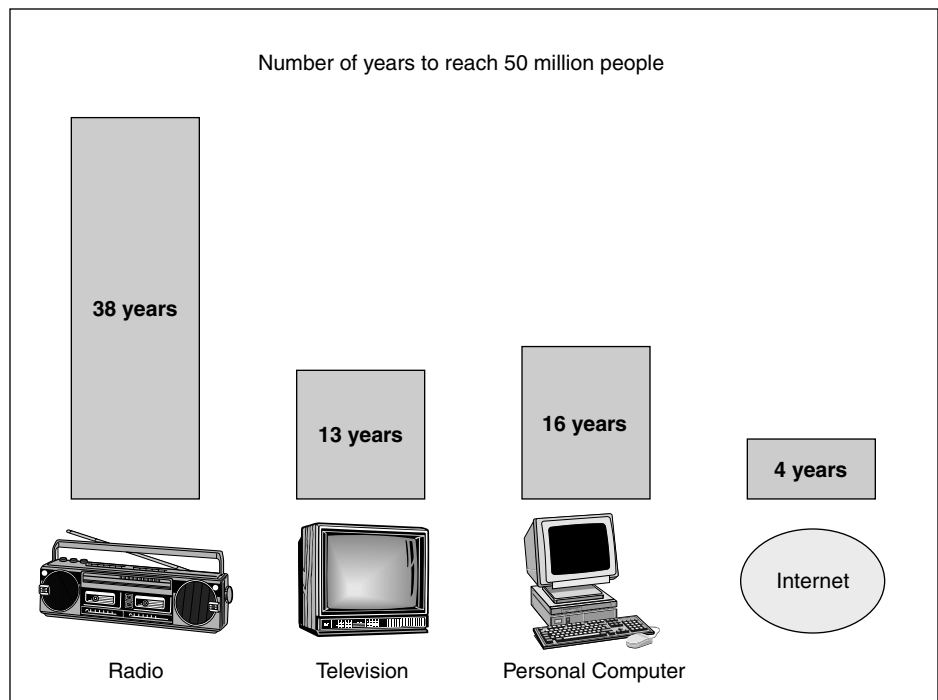 Number of years to reach 50 million people
38 years
13 years
16 years
4 years
Internet
Radio
Television
Personal Computer